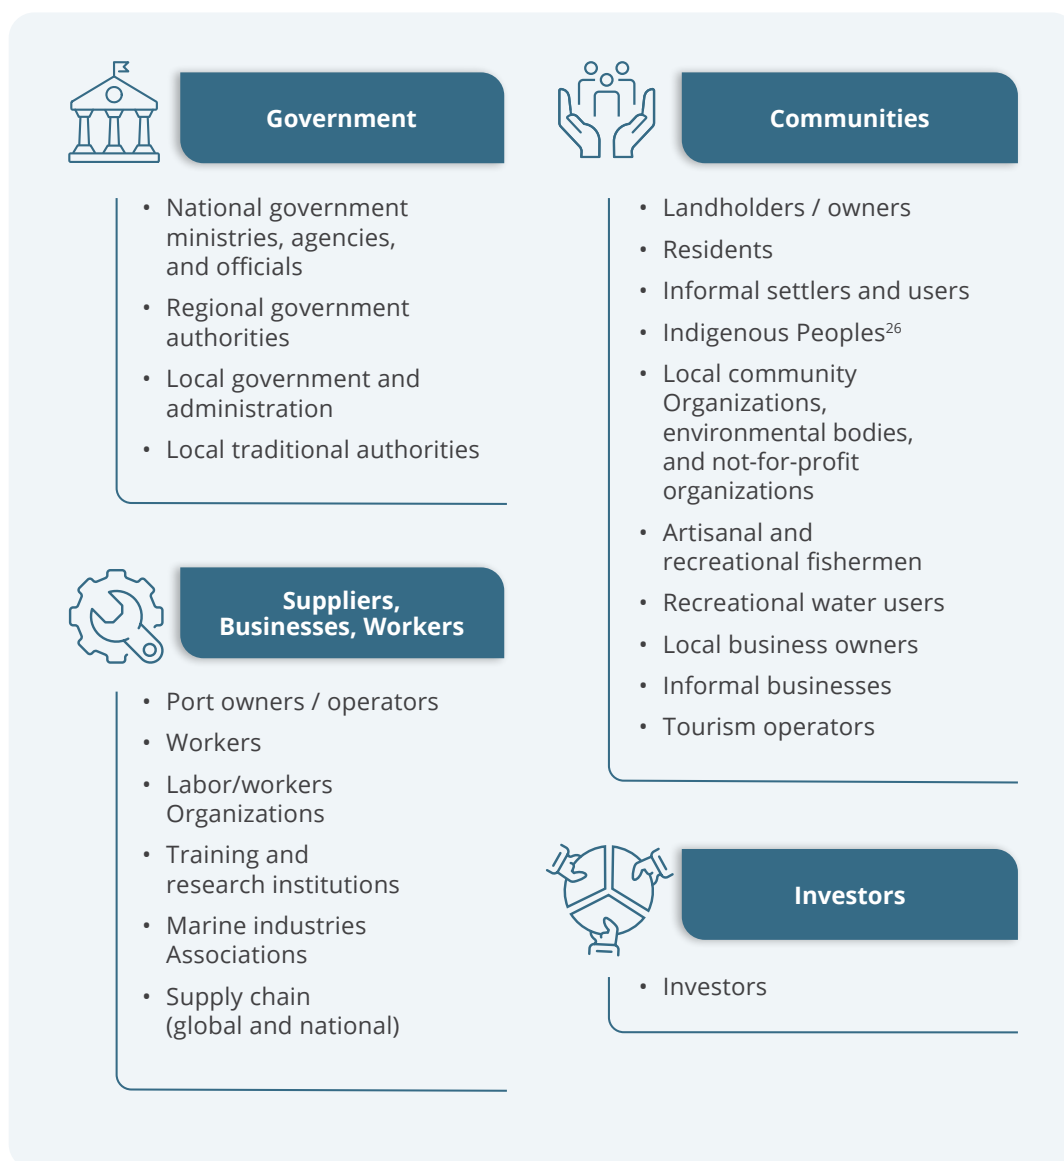 Government
• National government
ministries, agencies,
and officials
• Regional government
authorities
• Local government and
administration
• Local traditional authorities
Suppliers,
Businesses, Workers
• Port owners / operators
• Workers
• Labor/workers
Organizations
• Training and
research institutions
• Marine industries
Associations
• Supply chain
(global and national)
Communities
• Landholders / owners
• Residents
• Informal settlers and users
• Indigenous Peoples²⁶
• Local community
Organizations,
environmental bodies,
and not-for-profit
organizations
• Artisanal and
recreational fishermen
• Recreational water users
• Local business owners
• Informal businesses
• Tourism operators
Investors
• Investors